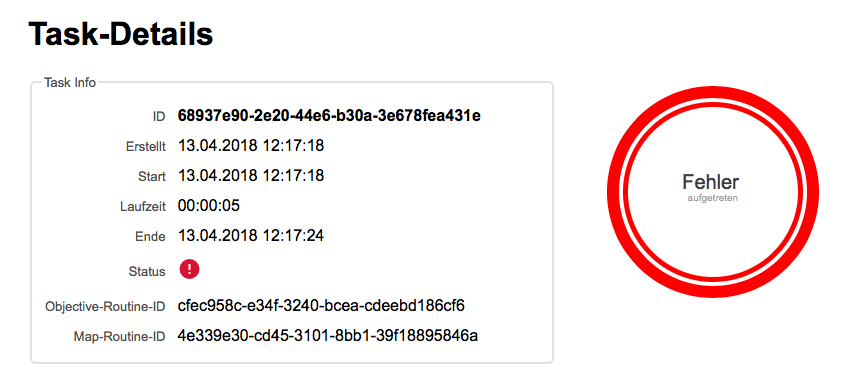 Task-Details
Task Info
ID 68937e90-2e20-44e6-b30a-3e678fea431e
Erstellt 13.04.2018 12:17:18
Start 13.04.2018 12:17:18
Laufzeit 00:00:05
Ende 13.04.2018 12:17:24
Status
Objective-Routine-ID cfec958c-e34f-3240-bcea-cdeebd186cf6
Map-Routine-ID 4e339e30-cd45-3101-8bb1-39f18895846a
Fehler
aufgetreten